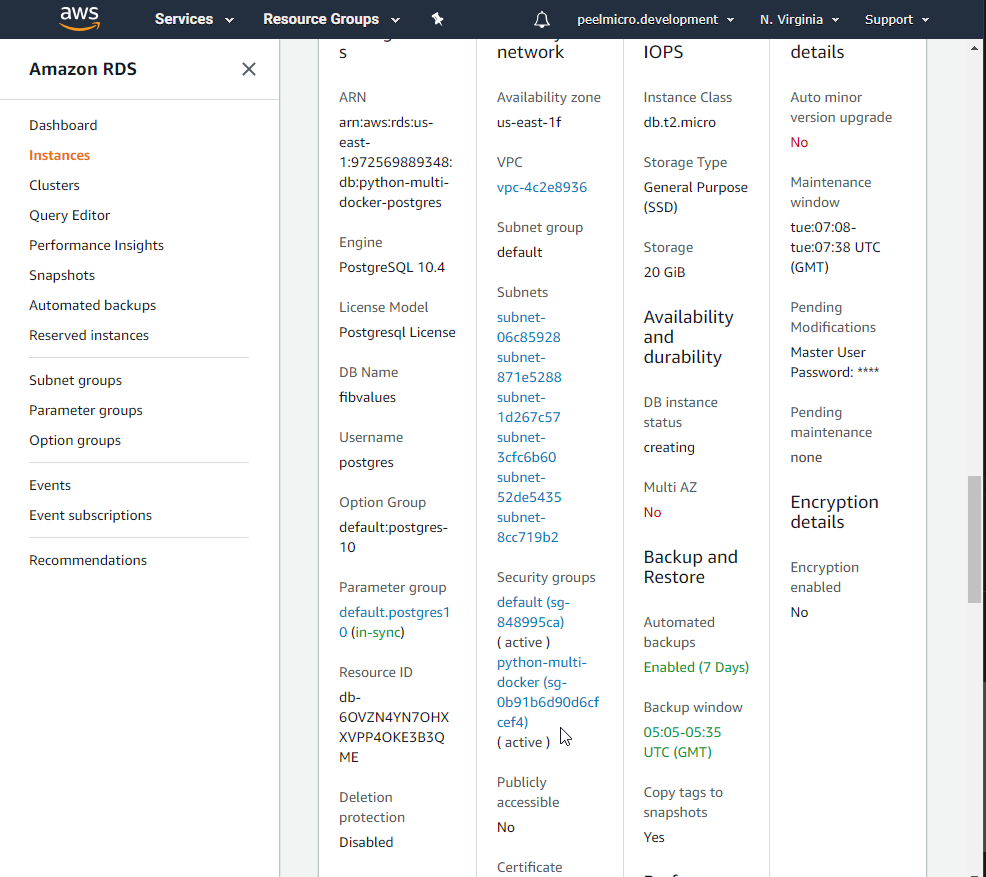 aws
Services
Resource Groups
peelmicro.development
N. Virginia
Support
Amazon RDS
Dashboard
Instances
Clusters
Query Editor
Performance Insights
Snapshots
Automated backups
Reserved instances
Subnet groups
Parameter groups
Option groups
Events
Event subscriptions
Recommendations
s
ARN
arn:aws:rds:us-
east-
1:972569889348:
db:python-multi-
docker-postgres
Engine
PostgreSQL 10.4
License Model
Postgresql License
DB Name
fibvalues
Username
postgres
Option Group
default:postgres-
10
Parameter group
default.postgres1
0 (in-sync)
Resource ID
db-
6OVZN4YN7OHX
XVPP4OKE3B3Q
ME
Deletion
protection
Disabled
network
Availability zone
us-east-1f
VPC
vpc-4c2e8936
Subnet group
default
Subnets
subnet-
06c85928
subnet-
871e5288
subnet-
1d267c57
subnet-
3cfc6b60
subnet-
52de5435
subnet-
8cc719b2
Security groups
default (sg-
848995ca)
( active )
python-multi-
docker (sg-
0b91b6d90d6cf
cef4)
( active )
Publicly
accessible
No
Certificate
IOPS
Instance Class
db.t2.micro
Storage Type
General Purpose
(SSD)
Storage
20 GiB
Availability
and
durability
DB instance
status
creating
Multi AZ
No
Backup and
Restore
Automated
backups
Enabled (7 Days)
Backup window
05:05-05:35
UTC (GMT)
Copy tags to
snapshots
Yes
details
Auto minor
version upgrade
No
Maintenance
window
tue:07:08-
tue:07:38 UTC
(GMT)
Pending
Modifications
Master User
Password: ****
Pending
maintenance
none
Encryption
details
Encryption
enabled
No